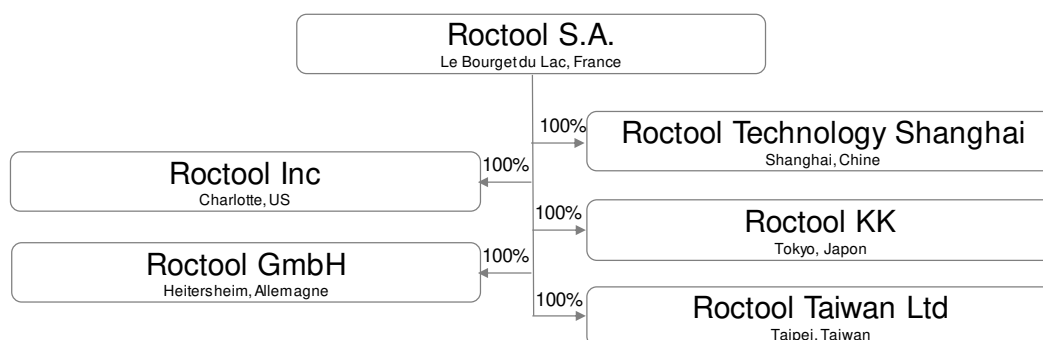 Roctool S.A.
Le Bourget du Lac, France
100%
Roctool Technology Shanghai
Shanghai, Chine
100%
Roctool Inc
Charlotte, US
100%
Roctool KK
Tokyo, Japon
100%
Roctool GmbH
Heitersheim, Allemagne
100%
Roctool Taiwan Ltd
Taipei, Taiwan